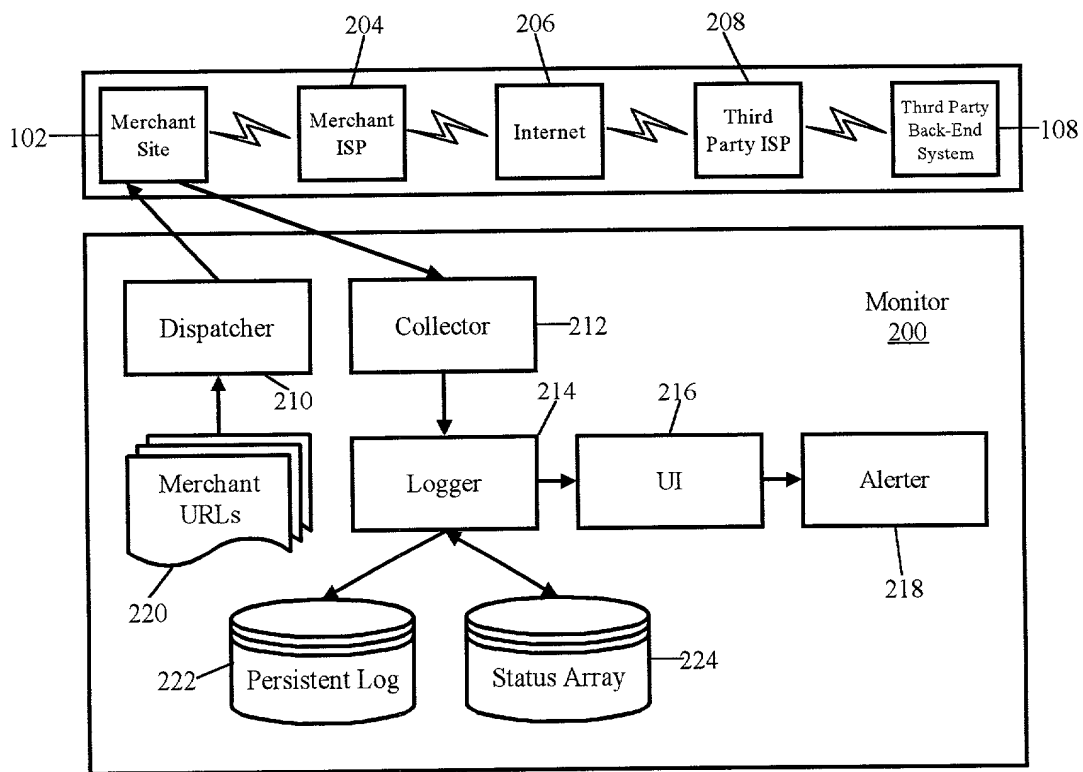 204
206
208
102
Merchant
Site
Merchant
ISP
Internet
Third
Party ISP
Third Party
Back-End
System
108
Dispatcher
210
Collector
212
Monitor
200
Merchant
URLs
220
Logger
214
UI
216
Alerter
218
222
Persistent Log
Status Array
224